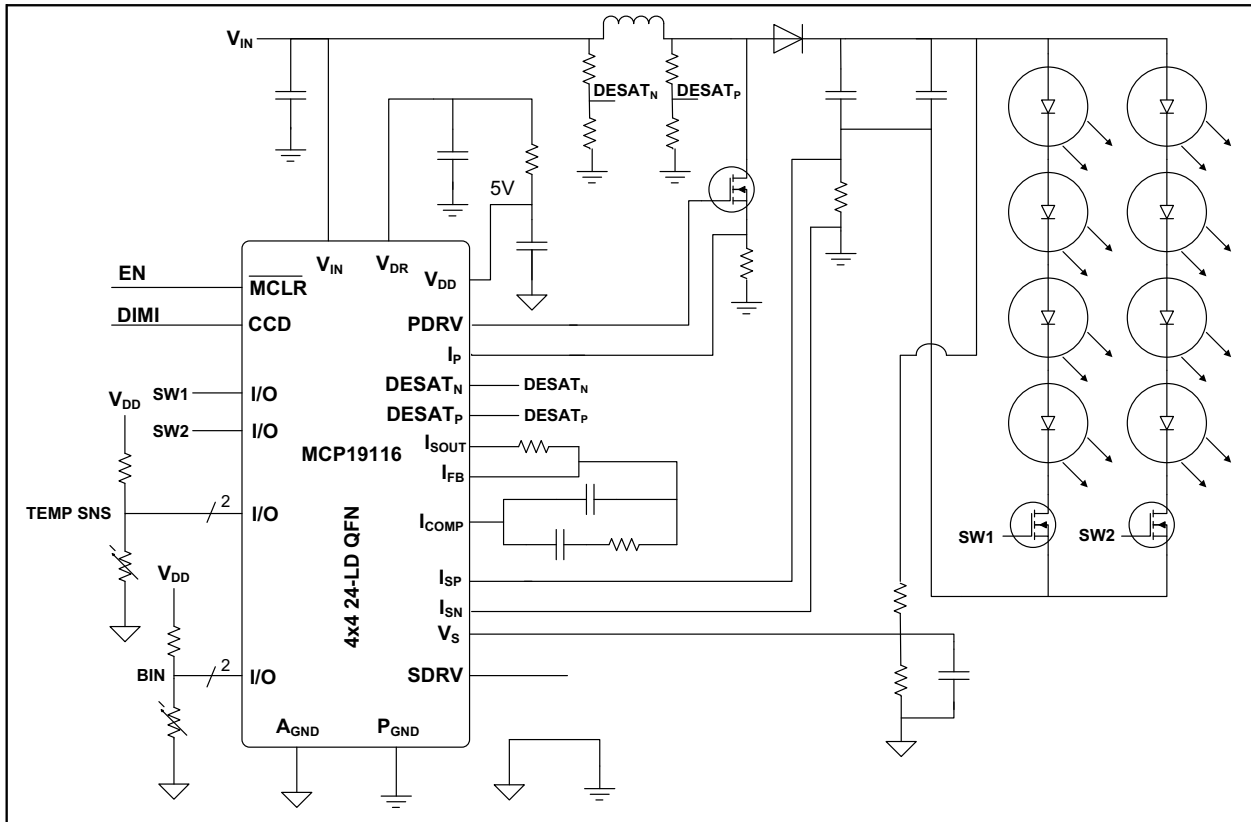 VIN
DESATN
DESATP
5V
VIN
VDR
VDD
EN
MCLR
DIMI
CCD
PDRV
IP
SW1
I/O
DESATN
DESATN
VDD
SW2
I/O
DESATP
DESATP
MCP19116
ISOUT
IFB
TEMP SNS
2
I/O
ICOMP
SW1
SW2
4x4 24-LD QFN
VDD
ISP
ISN
VS
BIN
2
I/O
SDRV
AGND
PGND